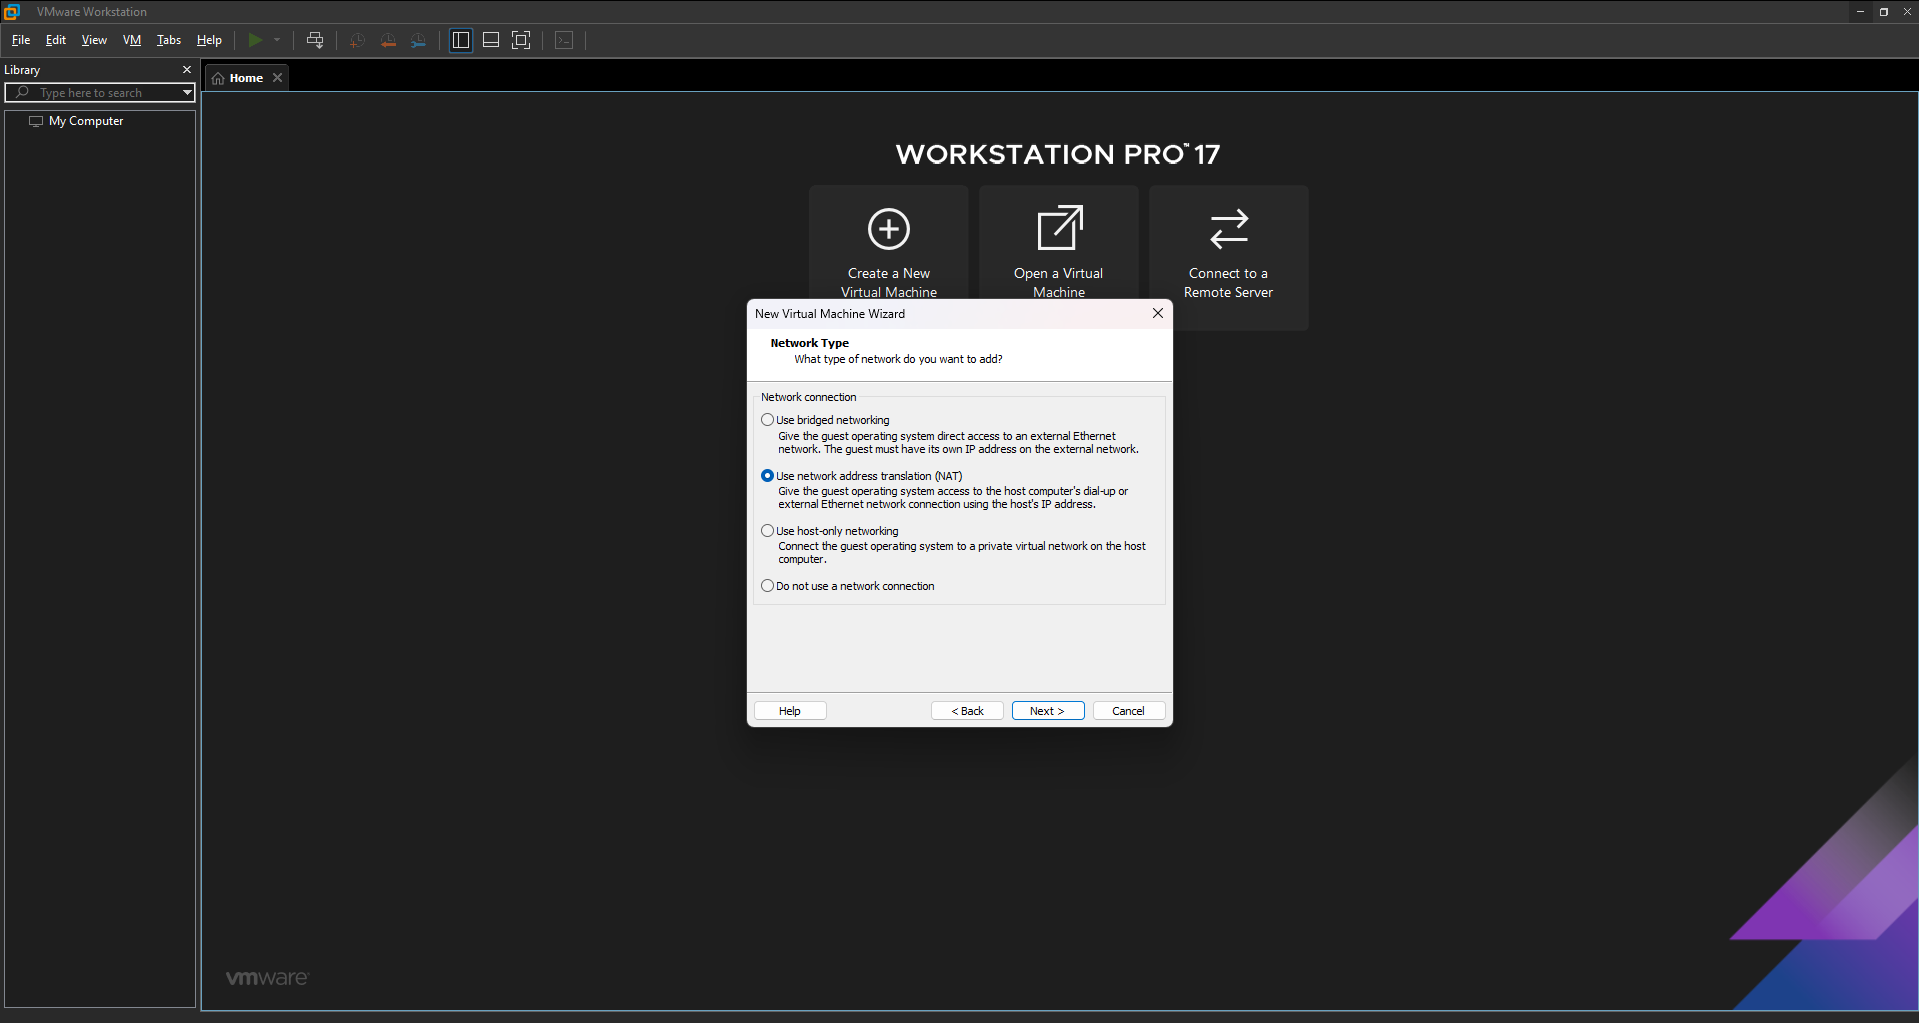 VMware Workstation
File Edit View VM Tabs Help
Library
Type here to search
My Computer
Home
WORKSTATION PRO™ 17
Create a New
Virtual Machine
Open a Virtual
Machine
Connect to a
Remote Server
New Virtual Machine Wizard
Network Type
What type of network do you want to add?
Network connection
Use bridged networking
Give the guest operating system direct access to an external Ethernet
network. The guest must have its own IP address on the external network.
Use network address translation (NAT)
Give the guest operating system access to the host computer's dial-up or
external Ethernet network connection using the host's IP address.
Use host-only networking
Connect the guest operating system to a private virtual network on the host
computer.
Do not use a network connection
Help < Back Next > Cancel
vmware